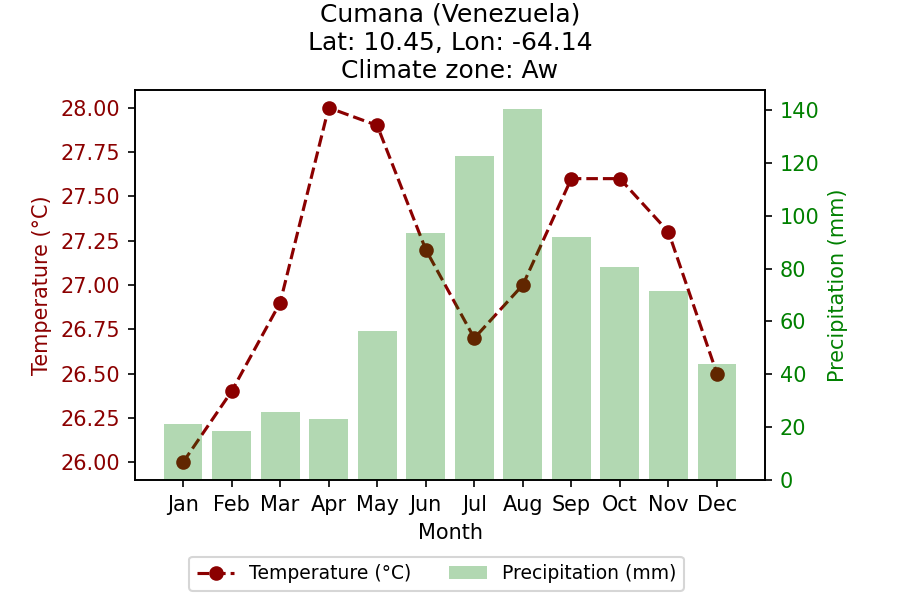 Cumana (Venezuela)
Lat: 10.45, Lon: -64.14
Climate zone: Aw
Temperature (°C)
28.00
27.75
27.50
27.25
27.00
26.75
26.50
26.25
26.00
Precipitation (mm)
140
120
100
80
60
40
20
0
Jan Feb Mar Apr May Jun Jul Aug Sep Oct Nov Dec
Month
Temperature (°C) Precipitation (mm)